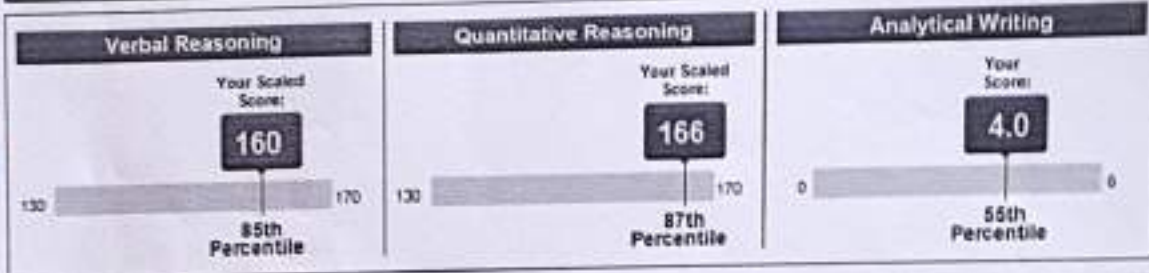 Verbal Reasoning
Your Scaled
Score:
160
130
170
85th
Percentile
Quantitative Reasoning
Your Scaled
Score:
166
130
170
87th
Percentile
Analytical Writing
Your
Score:
4.0
0
6
55th
Percentile